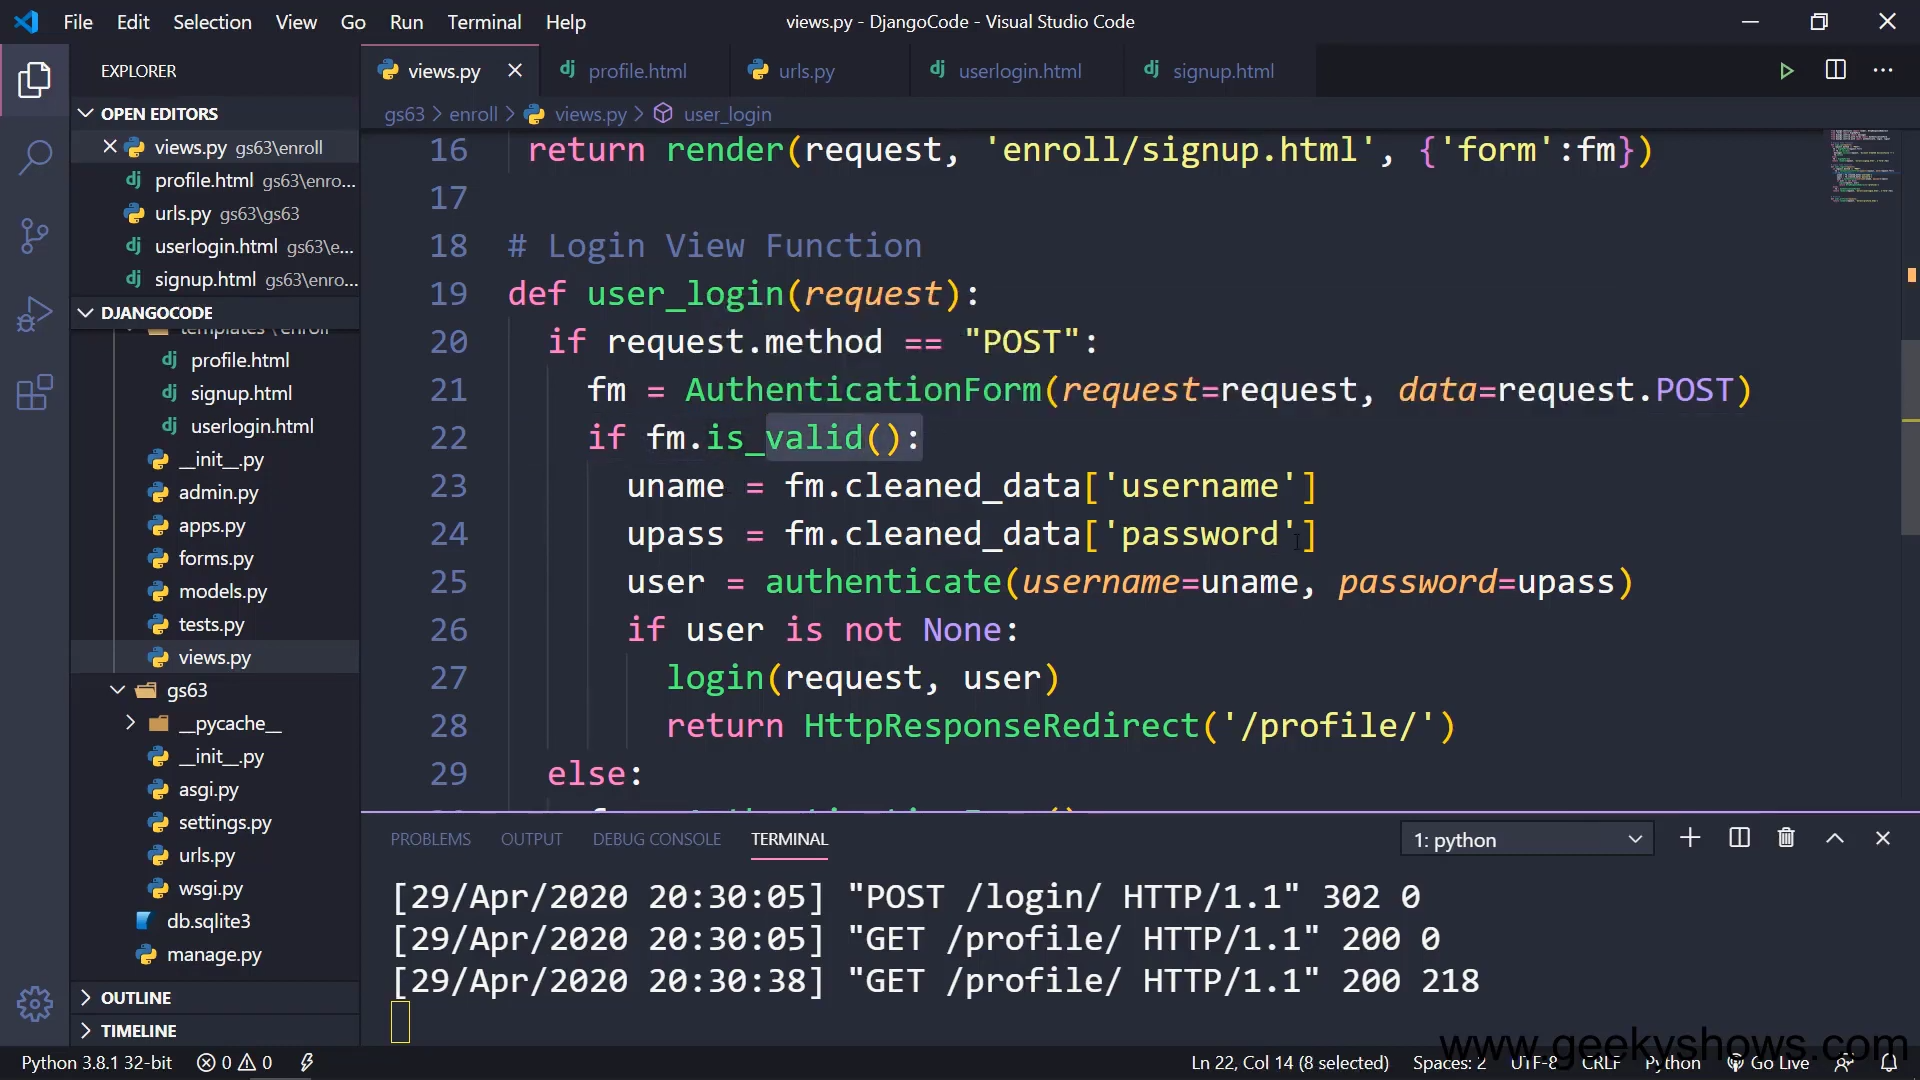 File Edit Selection View Go Run Terminal Help
views.py - DjangoCode - Visual Studio Code
EXPLORER
OPEN EDITORS
views.py gs63\enroll
profile.html gs63\enro...
urls.py gs63\gs63
userlogin.html gs63\e...
signup.html gs63\enro...
DJANGOCODE
templates \ enroll
profile.html
signup.html
userlogin.html
__init__.py
admin.py
apps.py
forms.py
models.py
tests.py
views.py
gs63
__pycache__
__init__.py
asgi.py
settings.py
urls.py
wsgi.py
db.sqlite3
manage.py
OUTLINE
TIMELINE
views.py profile.html urls.py userlogin.html signup.html
gs63 > enroll > views.py > user_login
16 return render(request, 'enroll/signup.html', {'form':fm})
17
18 # Login View Function
19 def user_login(request):
20 if request.method == "POST":
21 fm = AuthenticationForm(request=request, data=request.POST)
22 if fm.is_valid():
23 uname = fm.cleaned_data['username']
24 upass = fm.cleaned_data['password']
25 user = authenticate(username=uname, password=upass)
26 if user is not None:
27 login(request, user)
28 return HttpResponseRedirect('/profile/')
29 else:
PROBLEMS OUTPUT DEBUG CONSOLE TERMINAL
1: python
[29/Apr/2020 20:30:05] "POST /login/ HTTP/1.1" 302 0
[29/Apr/2020 20:30:05] "GET /profile/ HTTP/1.1" 200 0
[29/Apr/2020 20:30:38] "GET /profile/ HTTP/1.1" 200 218
www.geekyshows.com
Python 3.8.1 32-bit 0 0
Ln 22, Col 14 (8 selected) Spaces: 2 UTF-8 CRLF Python Go Live